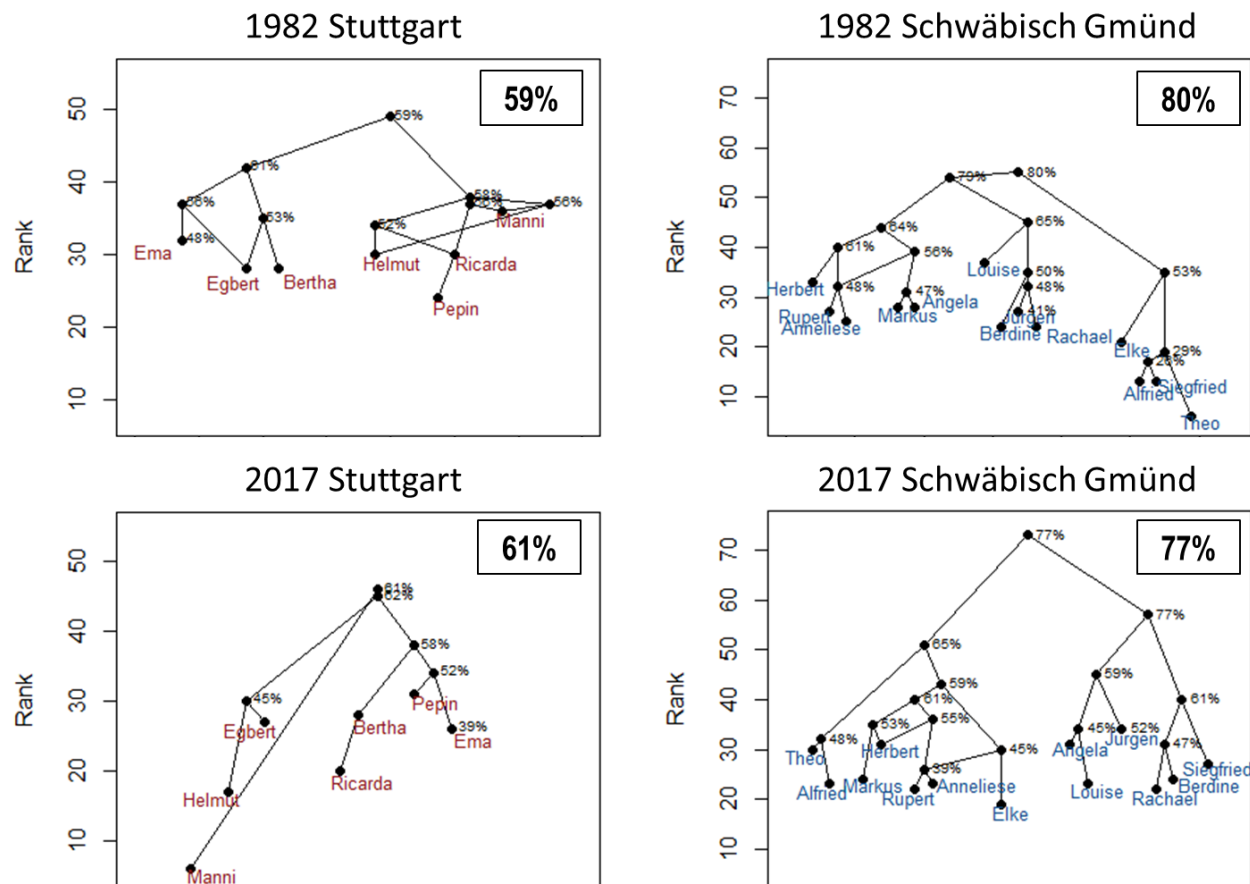 1982 Stuttgart
59%
Rank
50
40
30
20
10
59%
61%
56%
48%
53%
58%
56%
56%
52%
Ema
Egbert
Bertha
Helmut
Ricarda
Manni
Pepin
1982 Schwäbisch Gmünd
80%
Rank
70
60
50
40
30
20
10
80%
79%
64%
65%
61%
56%
53%
50%
48%
48%
47%
41%
29%
28%
Herbert
Rupert
Anneliese
Markus
Angela
Louise
Jürgen
Berdine
Rachael
Elke
Alfried
Siegfried
Theo
2017 Stuttgart
61%
Rank
50
40
30
20
10
61%
62%
58%
52%
45%
39%
Egbert
Helmut
Manni
Bertha
Ricarda
Pepin
Ema
2017 Schwäbisch Gmünd
77%
Rank
70
60
50
40
30
20
10
77%
77%
65%
59%
59%
61%
61%
53%
55%
48%
45%
45%
52%
47%
39%
Theo
Alfried
Markus
Herbert
Rupert
Anneliese
Elke
Angela
Jürgen
Louise
Rachael
Berdine
Siegfried